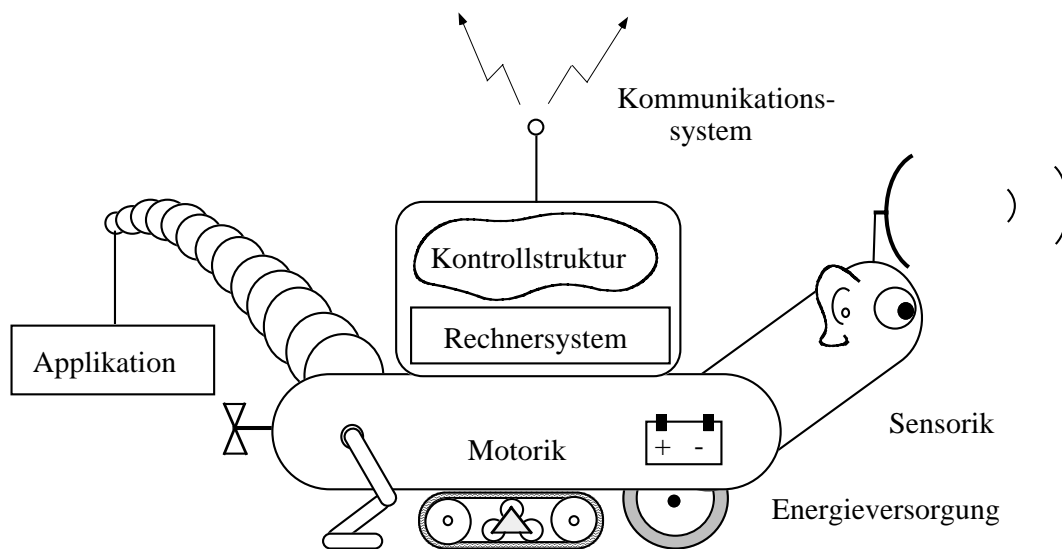 Kommunikations-
system
Kontrollstruktur
Rechnersystem
Applikation
Motorik
+ -
Sensorik
Energieversorgung